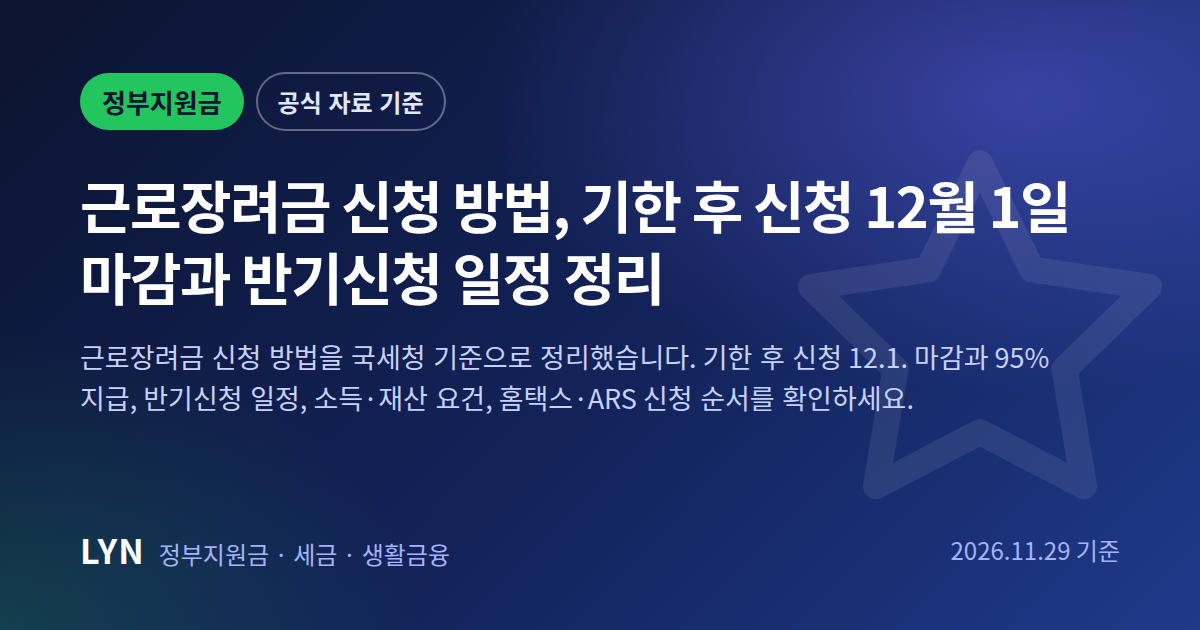 정부지원금
공식 자료 기준
근로장려금 신청 방법, 기한 후 신청 12월 1일
마감과 반기신청 일정 정리
근로장려금 신청 방법을 국세청 기준으로 정리했습니다. 기한 후 신청 12.1. 마감과 95%
지급, 반기신청 일정, 소득·재산 요건, 홈택스·ARS 신청 순서를 확인하세요.
LYN 정부지원금 · 세금 · 생활금융
2026.11.29 기준